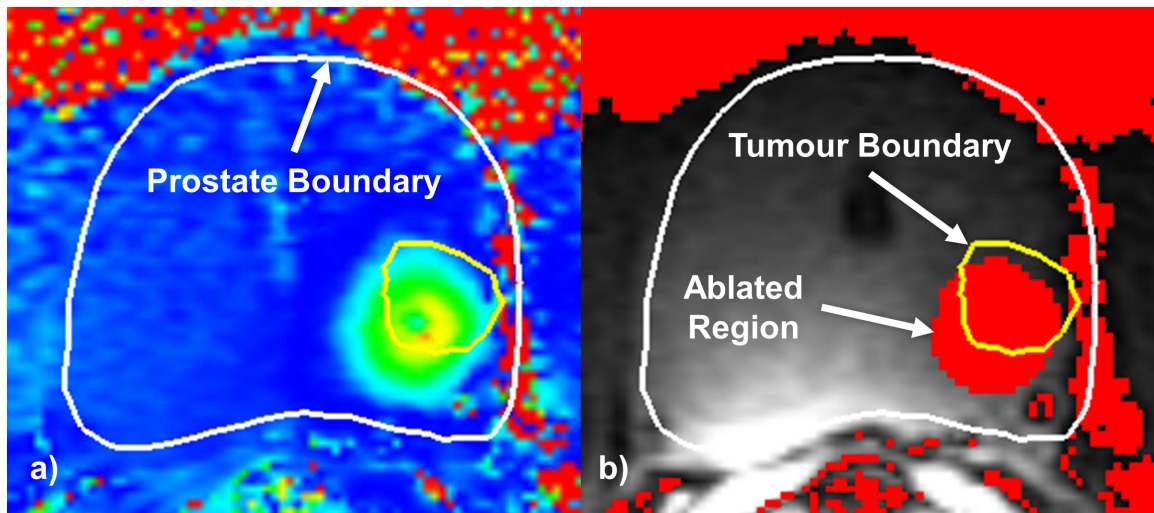 Prostate Boundary
a)
Tumour Boundary
Ablated
Region
b)